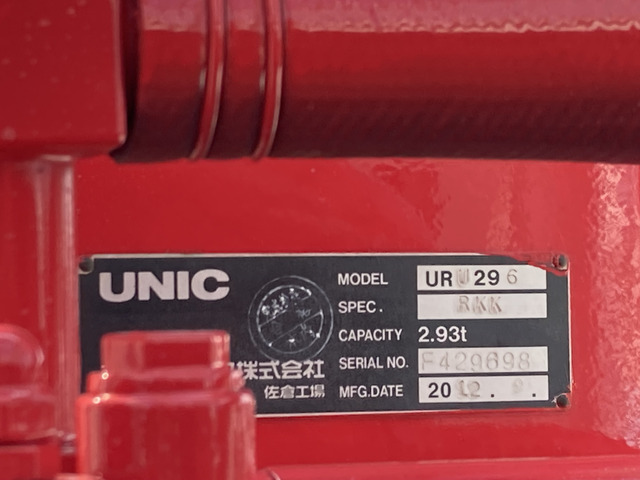 UNIC
MODEL URU296
SPEC. RKK
CAPACITY 2.93t
SERIAL NO. F429698
MFG.DATE 2012. 9.
株式会社
佐倉工場